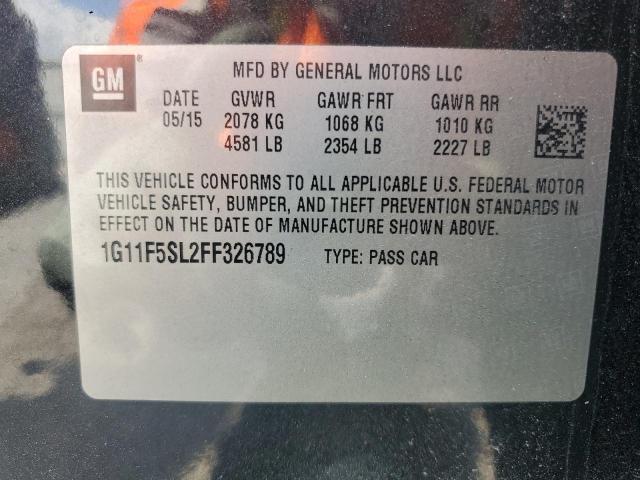 GM
®
MFD BY GENERAL MOTORS LLC
DATE GVWR GAWR FRT GAWR RR
05/15 2078 KG 1068 KG 1010 KG
4581 LB 2354 LB 2227 LB
THIS VEHICLE CONFORMS TO ALL APPLICABLE U.S. FEDERAL MOTOR
VEHICLE SAFETY, BUMPER, AND THEFT PREVENTION STANDARDS IN
EFFECT ON THE DATE OF MANUFACTURE SHOWN ABOVE.
1G11F5SL2FF326789 TYPE: PASS CAR